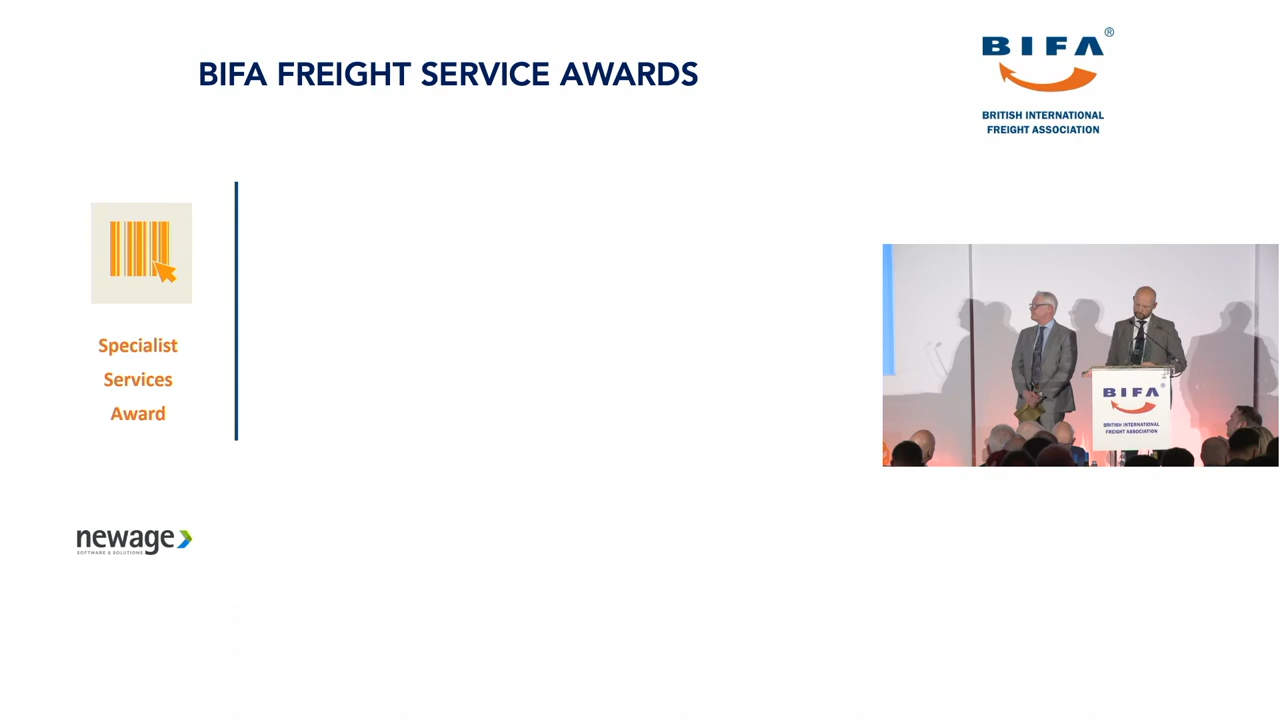 BIFA FREIGHT SERVICE AWARDS
BIFA®
BRITISH INTERNATIONAL
FREIGHT ASSOCIATION
Specialist
Services
Award
newage
SOFTWARE & SOLUTIONS
BIFA®
BRITISH INTERNATIONAL
FREIGHT ASSOCIATION